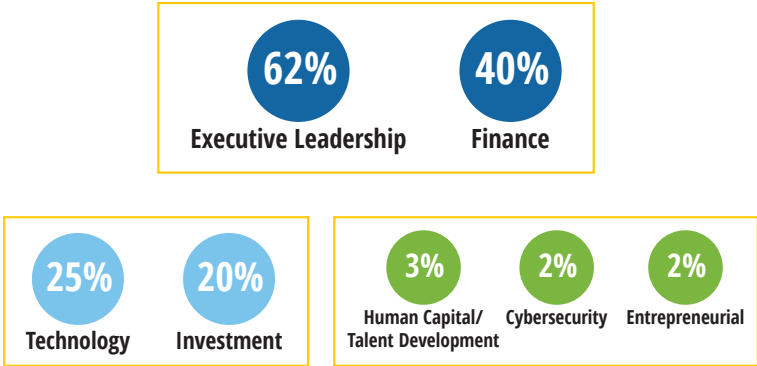 62% 40%
Executive Leadership Finance
25% 20%
Technology Investment
3% 2% 2%
Human Capital/ Cybersecurity Entrepreneurial
Talent Development